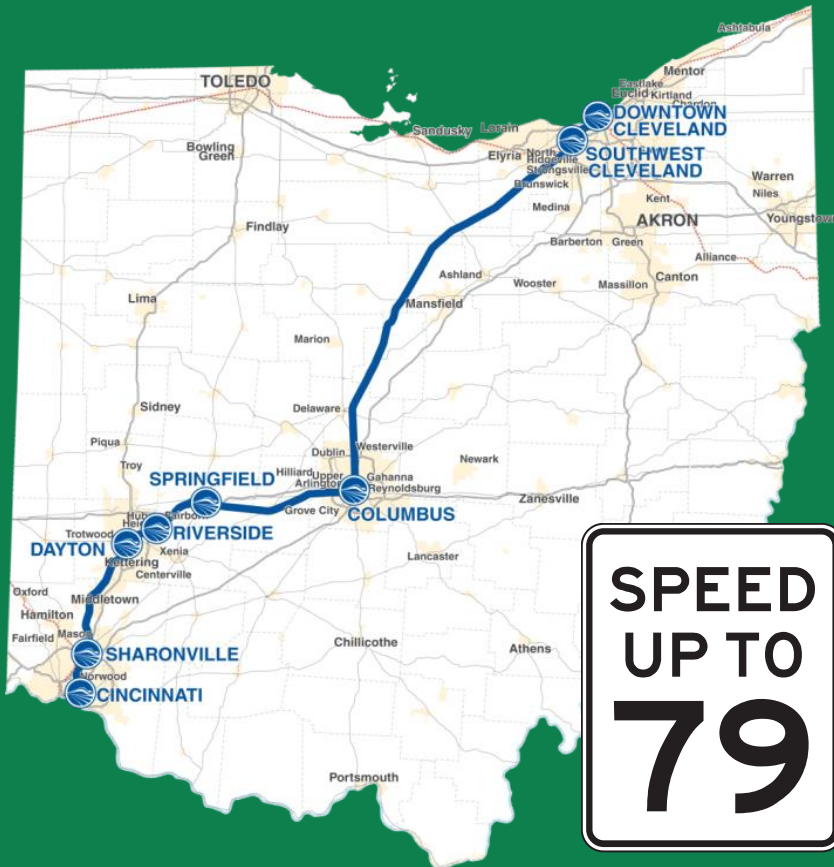 Ashtabula
Mentor
Eastlake
Euclid Kirtland
Chardon
TOLEDO
DOWNTOWN
CLEVELAND
Sandusky
Lorain
Bowling
Green
Elyria
North
Ridgeville
Strongsville
SOUTHWEST
CLEVELAND
Brunswick
Medina
Warren
Niles
Kent
AKRON
Youngstown
Findlay
Barberton
Green
Alliance
Ashland
Wooster
Massillon
Canton
Lima
Mansfield
Marion
Sidney
Delaware
Piqua
Dublin
Westerville
Troy
Newark
SPRINGFIELD
Hilliard
Upper
Arlington
Gahanna
Reynoldsburg
Zanesville
Grove City
COLUMBUS
Trotwood
RIVERSIDE
DAYTON
Xenia
Kettering
Centerville
Lancaster
Oxford
Middletown
Hamilton
Fairfield
Mason
SHARONVILLE
Chillicothe
Athens
Norwood
CINCINNATI
Portsmouth
SPEED
UP TO
79